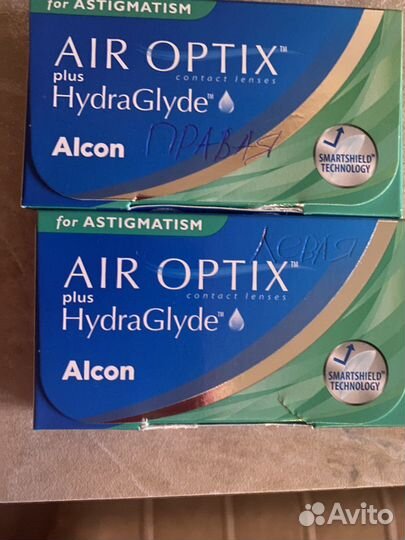 for ASTIGMATISM
AIR OPTIX™
plus contact lenses
HydraGlyde™
ПРАВАЯ
Alcon
SMARTSHIELD™
TECHNOLOGY
for ASTIGMATISM
ЛЕВАЯ
AIR OPTIX™
plus contact lenses
HydraGlyde™
Alcon
SMARTSHIELD™
TECHNOLOGY
Avito